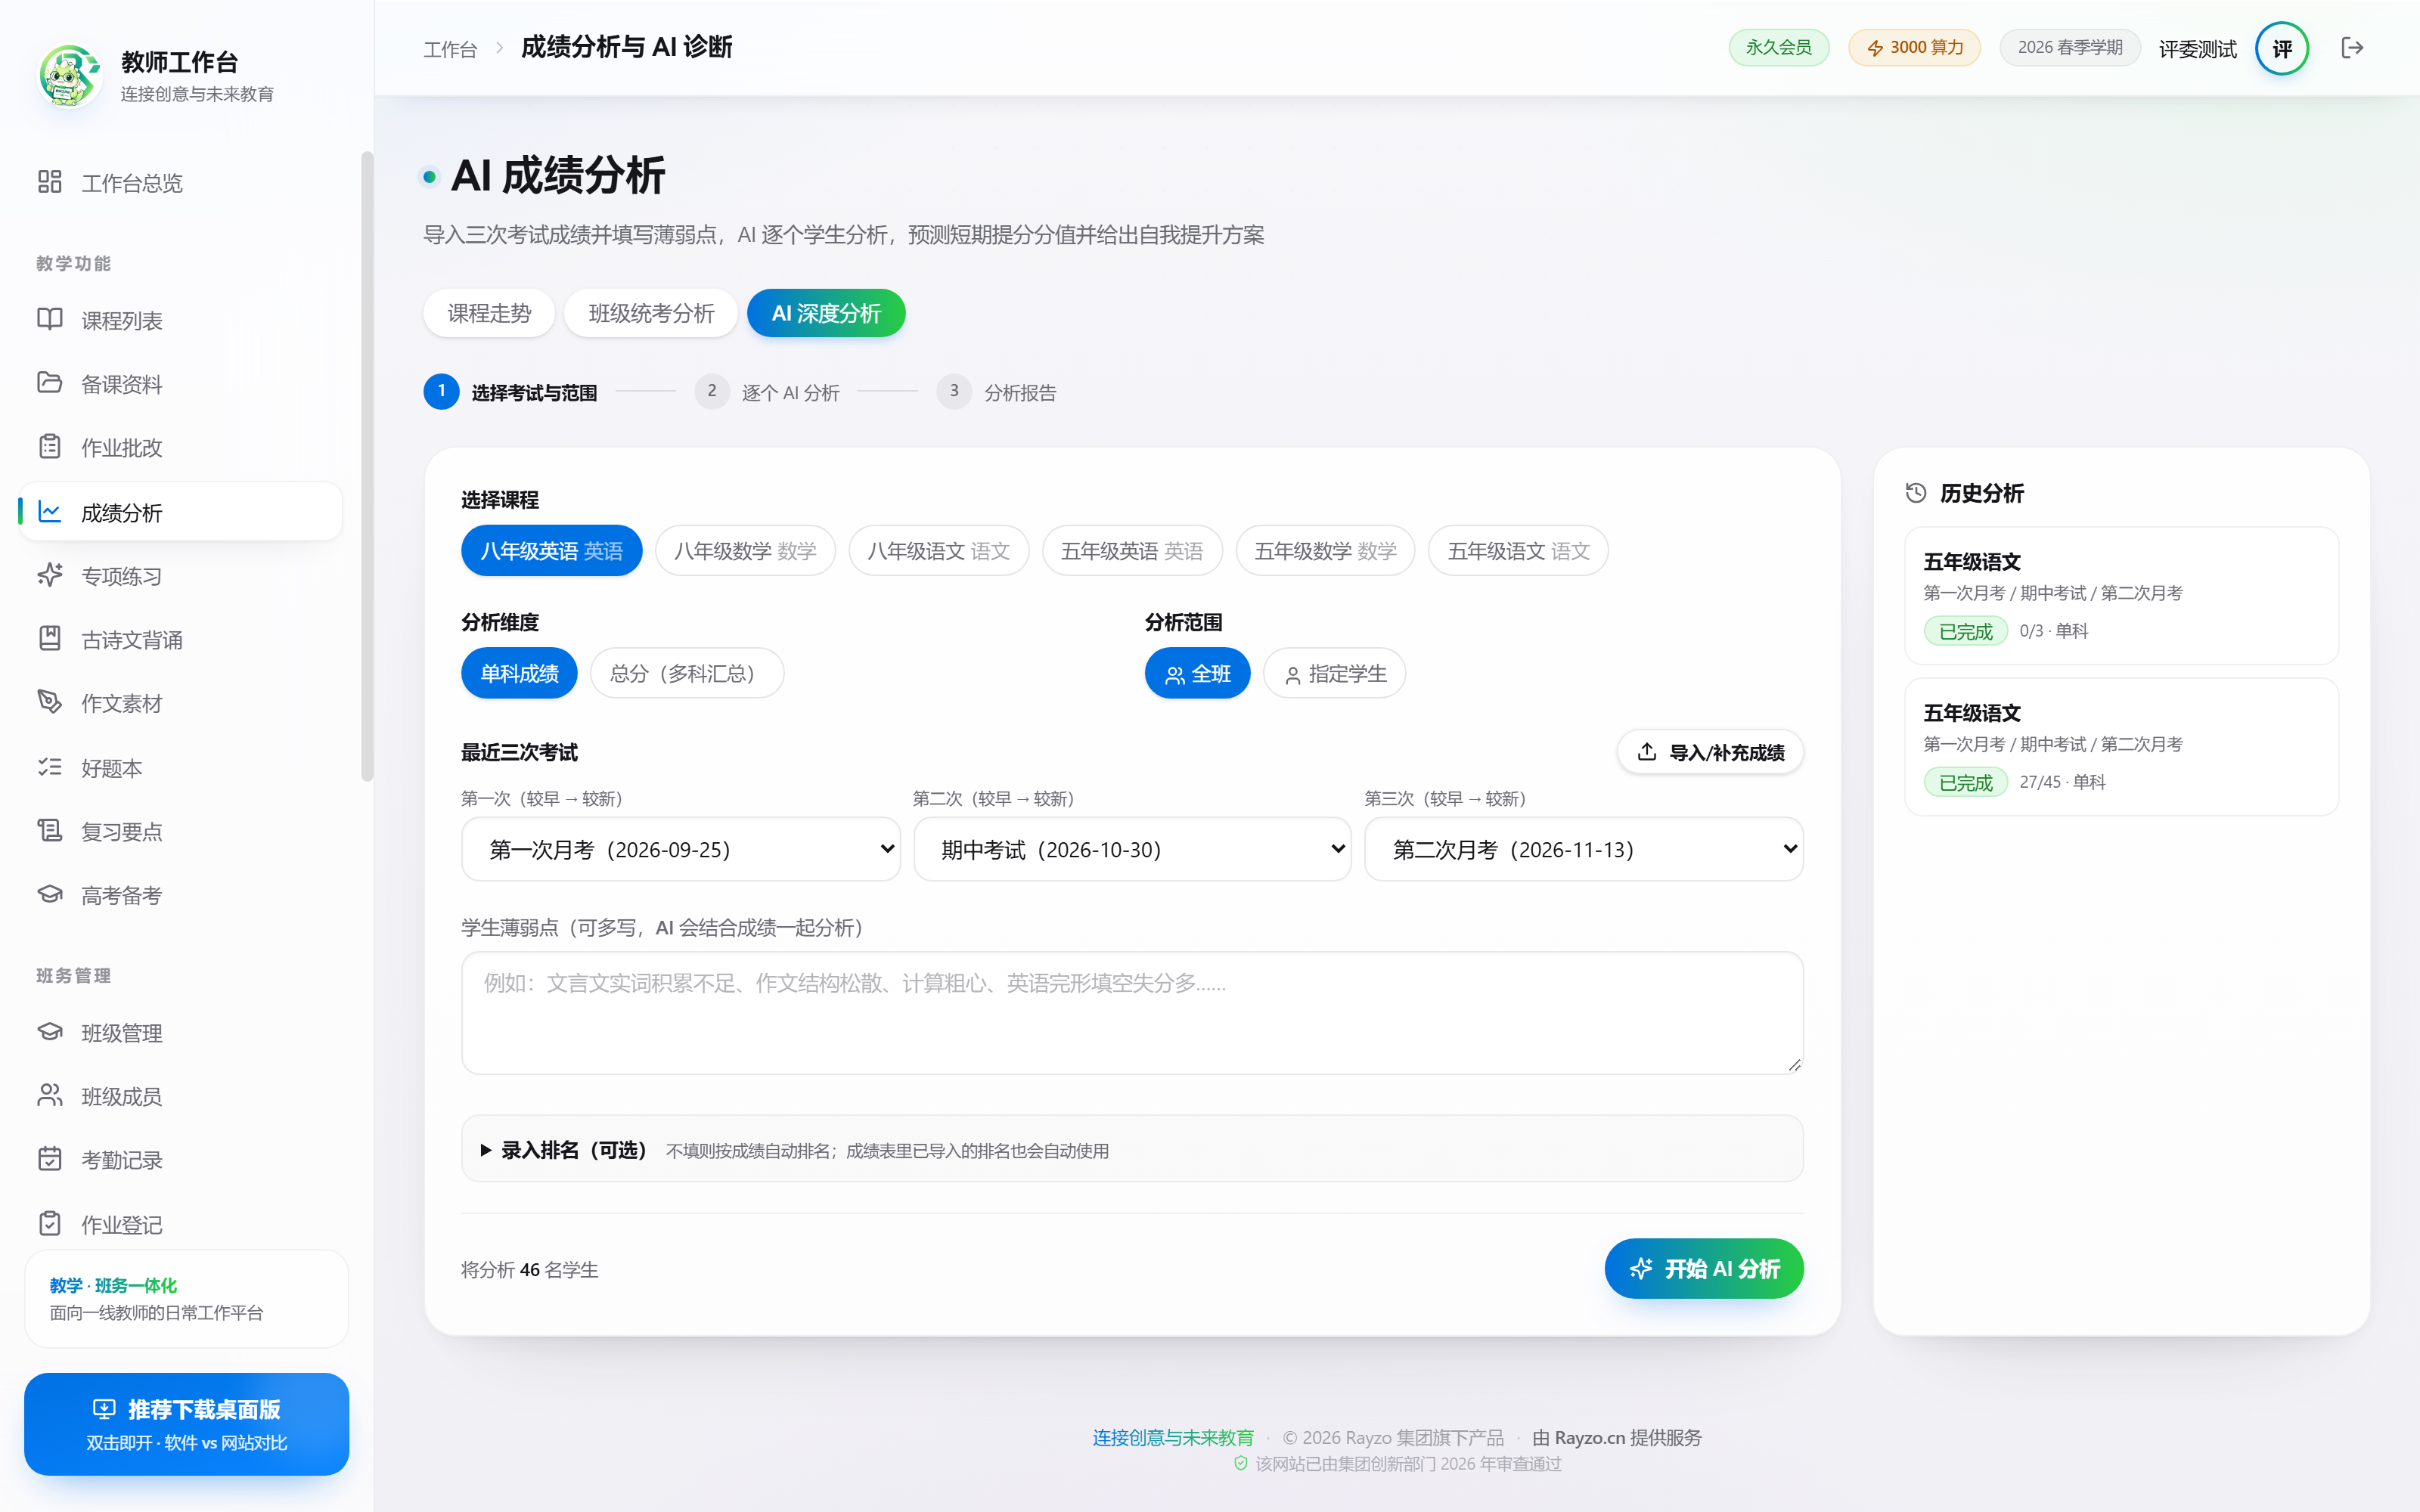 教师工作台
连接创意与未来教育
工作台总览
教学功能
课程列表
备课资料
作业批改
成绩分析
专项练习
古诗文背诵
作文素材
好题本
复习要点
高考备考
班务管理
班级管理
班级成员
考勤记录
作业登记
教学 · 班务一体化
面向一线教师的日常工作平台
推荐下载桌面版
双击即开 · 软件 vs 网站对比
工作台 > 成绩分析与 AI 诊断
永久会员 3000 算力 2026 春季学期 评委测试 评
AI 成绩分析
导入三次考试成绩并填写薄弱点，AI 逐个学生分析，预测短期提分分值并给出自我提升方案
课程走势 班级统考分析 AI 深度分析
1 选择考试与范围 2 逐个 AI 分析 3 分析报告
选择课程
八年级英语 英语 八年级数学 数学 八年级语文 语文 五年级英语 英语 五年级数学 数学 五年级语文 语文
分析维度 分析范围
单科成绩 总分（多科汇总） 全班 指定学生
最近三次考试 导入/补充成绩
第一次（较早 → 较新） 第二次（较早 → 较新） 第三次（较早 → 较新）
第一次月考（2026-09-25） 期中考试（2026-10-30） 第二次月考（2026-11-13）
学生薄弱点（可多写，AI 会结合成绩一起分析）
例如：文言文实词积累不足、作文结构松散、计算粗心、英语完形填空失分多......
▶ 录入排名（可选） 不填则按成绩自动排名；成绩表里已导入的排名也会自动使用
将分析 46 名学生 开始 AI 分析
历史分析
五年级语文
第一次月考 / 期中考试 / 第二次月考
已完成 0/3 · 单科
五年级语文
第一次月考 / 期中考试 / 第二次月考
已完成 27/45 · 单科
连接创意与未来教育 · © 2026 Rayzo 集团旗下产品 · 由 Rayzo.cn 提供服务
该网站已由集团创新部门 2026 年审查通过